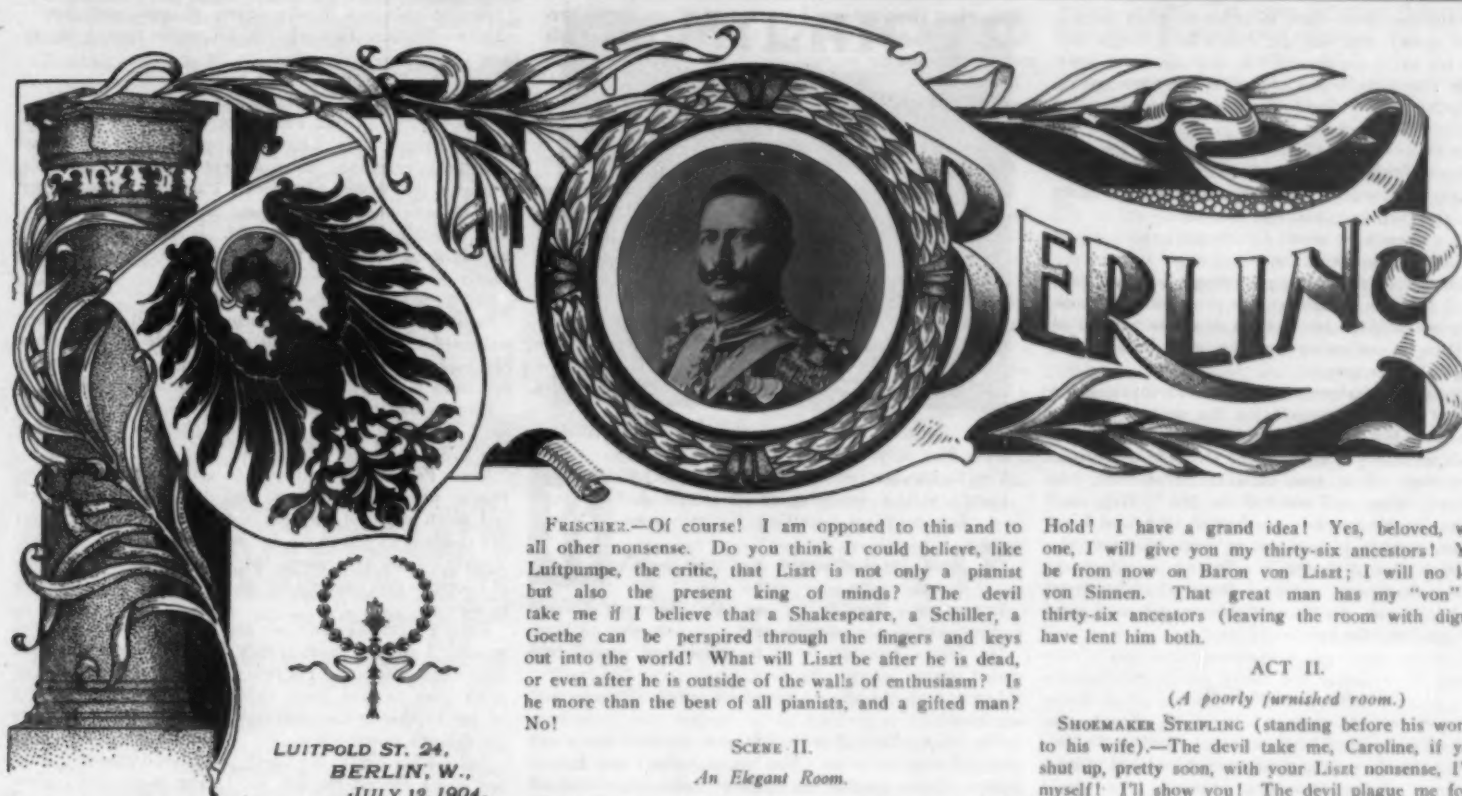 BERLIN
LUITPOLD ST. 24,
BERLIN, W.,
JULY 12, 1904.
FRISCHEZ.—Of course! I am opposed to this and to
all other nonsense. Do you think I could believe, like
Luftpumpe, the critic, that Liszt is not only a pianist
but also the present king of minds? The devil
take me if I believe that a Shakespeare, a Schiller, a
Goethe can be perspired through the fingers and keys
out into the world! What will Liszt be after he is dead,
or even after he is outside of the walls of enthusiasm? Is
he more than the best of all pianists, and a gifted man?
No!
SCENE II.
An Elegant Room.
Hold! I have a grand idea! Yes, beloved, w
one, I will give you my thirty-six ancestors! Y
be from now on Baron von Liszt; I will no l
von Sinnen. That great man has my "von"
thirty-six ancestors (leaving the room with dig
have lent him both.
ACT II.
(A poorly furnished room.)
SHOEMAKER STEIFLING (standing before his wor
to his wife).—The devil take me, Caroline, if y
shut up, pretty soon, with your Liszt nonsense, I'
myself! I'll show you! The devil plague me fo